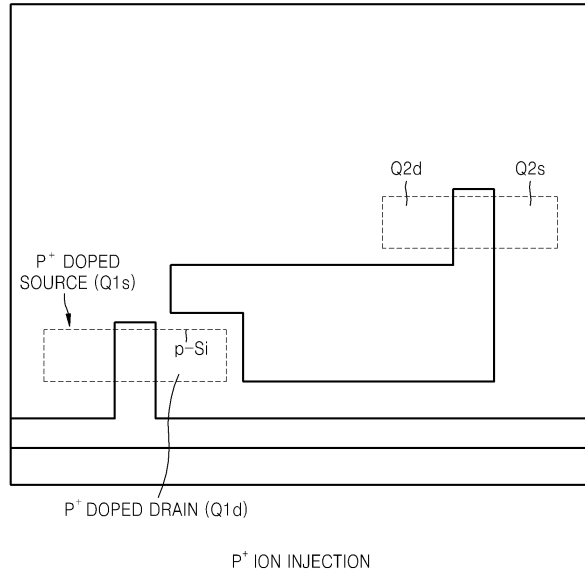 Q2d
Q2s
P⁺ DOPED
SOURCE (Q1s)
p-Si
P⁺ DOPED DRAIN (Q1d)
P⁺ ION INJECTION